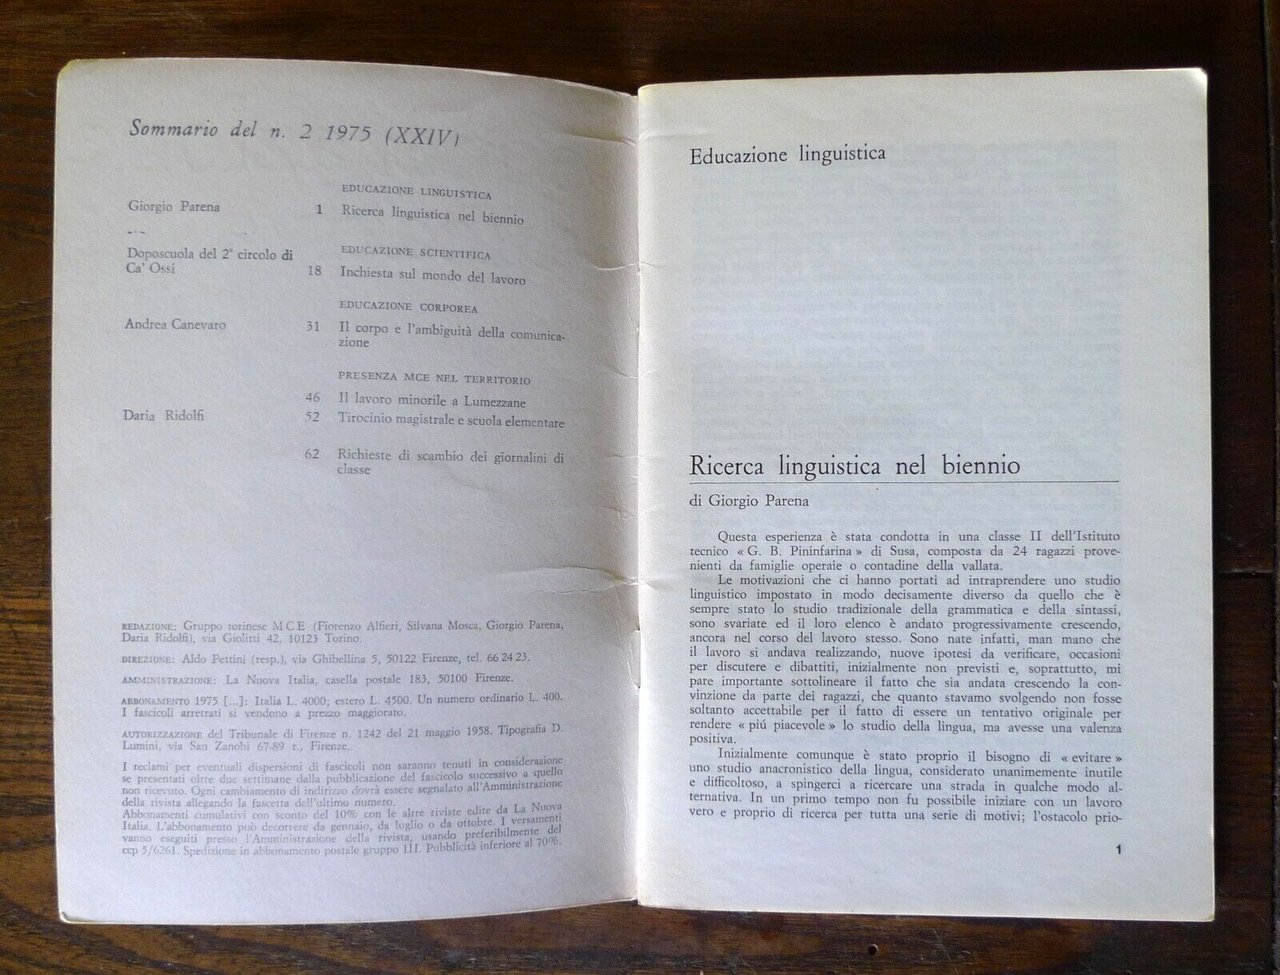 Sommario del n. 2 1975 (XXIV)
EDUCAZIONE LINGUISTICA
Giorgio Parena 1 Ricerca linguistica nel biennio
EDUCAZIONE SCIENTIFICA
Doposcuola del 2° circolo di
Ca' Ossi 18 Inchiesta sul mondo del lavoro
EDUCAZIONE CORPOREA
Andrea Canevaro 31 Il corpo e l'ambiguità della comunica-
zione
PRESENZA MCE NEL TERRITORIO
46 Il lavoro minorile a Lumezzane
Daria Ridolfi 52 Tirocinio magistrale e scuola elementare
62 Richieste di scambio dei giornalini di
classe
REDAZIONE: Gruppo torinese M C E (Fiorenzo Alfieri, Silvana Mosca, Giorgio Parena,
Daria Ridolfi), via Giolitti 42, 10123 Torino.
DIREZIONE: Aldo Pettini (resp.), via Ghibellina 5, 50122 Firenze, tel. 66 24 23.
AMMINISTRAZIONE: La Nuova Italia, casella postale 183, 50100 Firenze.
ABBONAMENTO 1975 [...]: Italia L. 4000; estero L. 4500. Un numero ordinario L. 400.
I fascicoli arretrati si vendono a prezzo maggiorato.
AUTORIZZAZIONE del Tribunale di Firenze n. 1242 del 21 maggio 1958. Tipografia D.
Lumini, via San Zanobi 67-89 r., Firenze.
I reclami per eventuali dispersioni di fascicoli non saranno tenuti in considerazione
se presentati oltre due settimane dalla pubblicazione del fascicolo successivo a quello
non ricevuto. Ogni cambiamento di indirizzo dovrà essere segnalato all'Amministrazione
della rivista allegando la fascetta dell'ultimo numero.
Abbonamenti cumulativi con sconto del 10% con le altre riviste edite da La Nuova
Italia. L'abbonamento può decorrere da gennaio, da luglio o da ottobre. I versamenti
vanno eseguiti presso l'Amministrazione della rivista, usando preferibilmente del
ccp 5/6261. Spedizione in abbonamento postale gruppo III. Pubblicità inferiore al 70%.
Educazione linguistica
Ricerca linguistica nel biennio
di Giorgio Parena
Questa esperienza è stata condotta in una classe II dell'Istituto
tecnico « G. B. Pininfarina » di Susa, composta da 24 ragazzi prove-
nienti da famiglie operaie o contadine della vallata.
Le motivazioni che ci hanno portati ad intraprendere uno studio
linguistico impostato in modo decisamente diverso da quello che è
sempre stato lo studio tradizionale della grammatica e della sintassi,
sono svariate ed il loro elenco è andato progressivamente crescendo,
ancora nel corso del lavoro stesso. Sono nate infatti, man mano che
il lavoro si andava realizzando, nuove ipotesi da verificare, occasioni
per discutere e dibattiti, inizialmente non previsti e, soprattutto, mi
pare importante sottolineare il fatto che sia andata crescendo la con-
vinzione da parte dei ragazzi, che quanto stavamo svolgendo non fosse
soltanto accettabile per il fatto di essere un tentativo originale per
rendere « piú piacevole » lo studio della lingua, ma avesse una valenza
positiva.
Inizialmente comunque è stato proprio il bisogno di « evitare »
uno studio anacronistico della lingua, considerato unanimemente inutile
e difficoltoso, a spingerci a ricercare una strada in qualche modo al-
ternativa. In un primo tempo non fu possibile iniziare con un lavoro
vero e proprio di ricerca per tutta una serie di motivi; l'ostacolo prio-
1